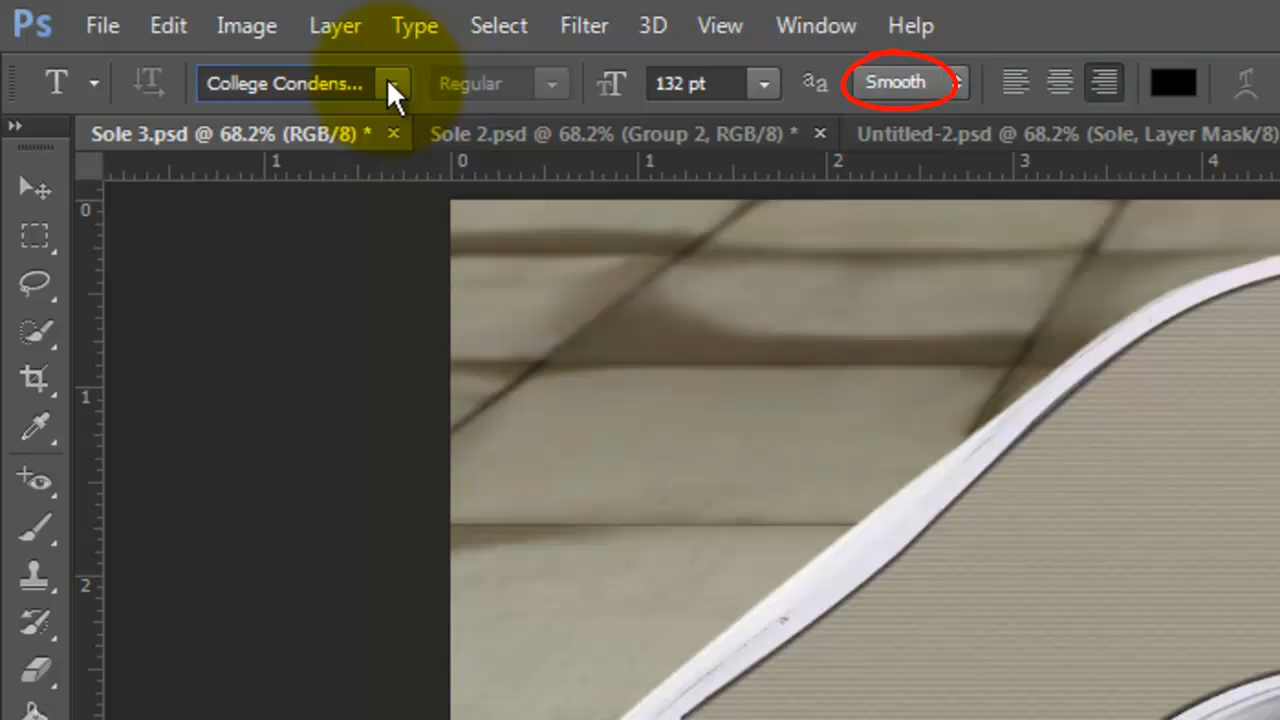 Ps File Edit Image Layer Type Select Filter 3D View Window Help
T College Condens... Regular 132 pt Smooth
Sole 3.psd @ 68.2% (RGB/8) * × Sole 2.psd @ 68.2% (Group 2, RGB/8) * × Untitled-2.psd @ 68.2% (Sole, Layer Mask/8)
1 0 1 2 3 4
0
1
2